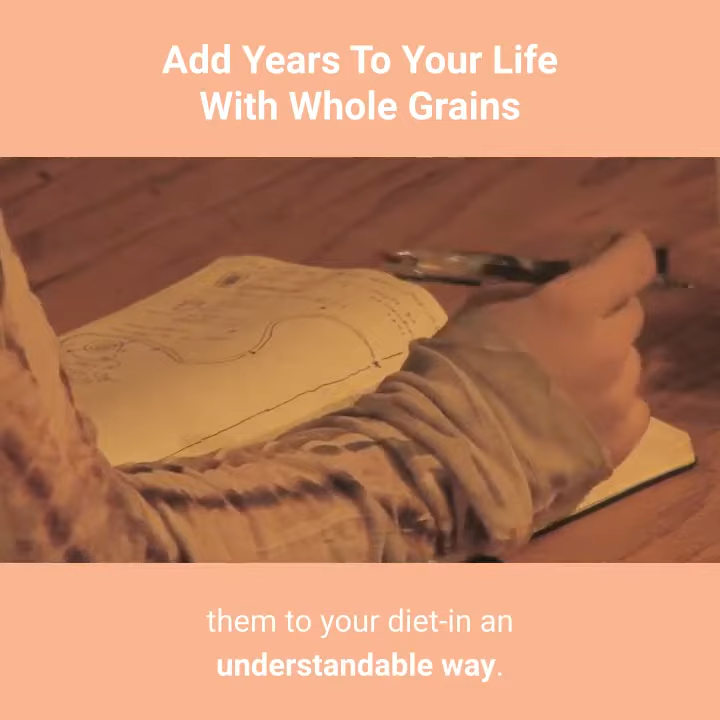 Add Years To Your Life
With Whole Grains
them to your diet-in an
understandable way.